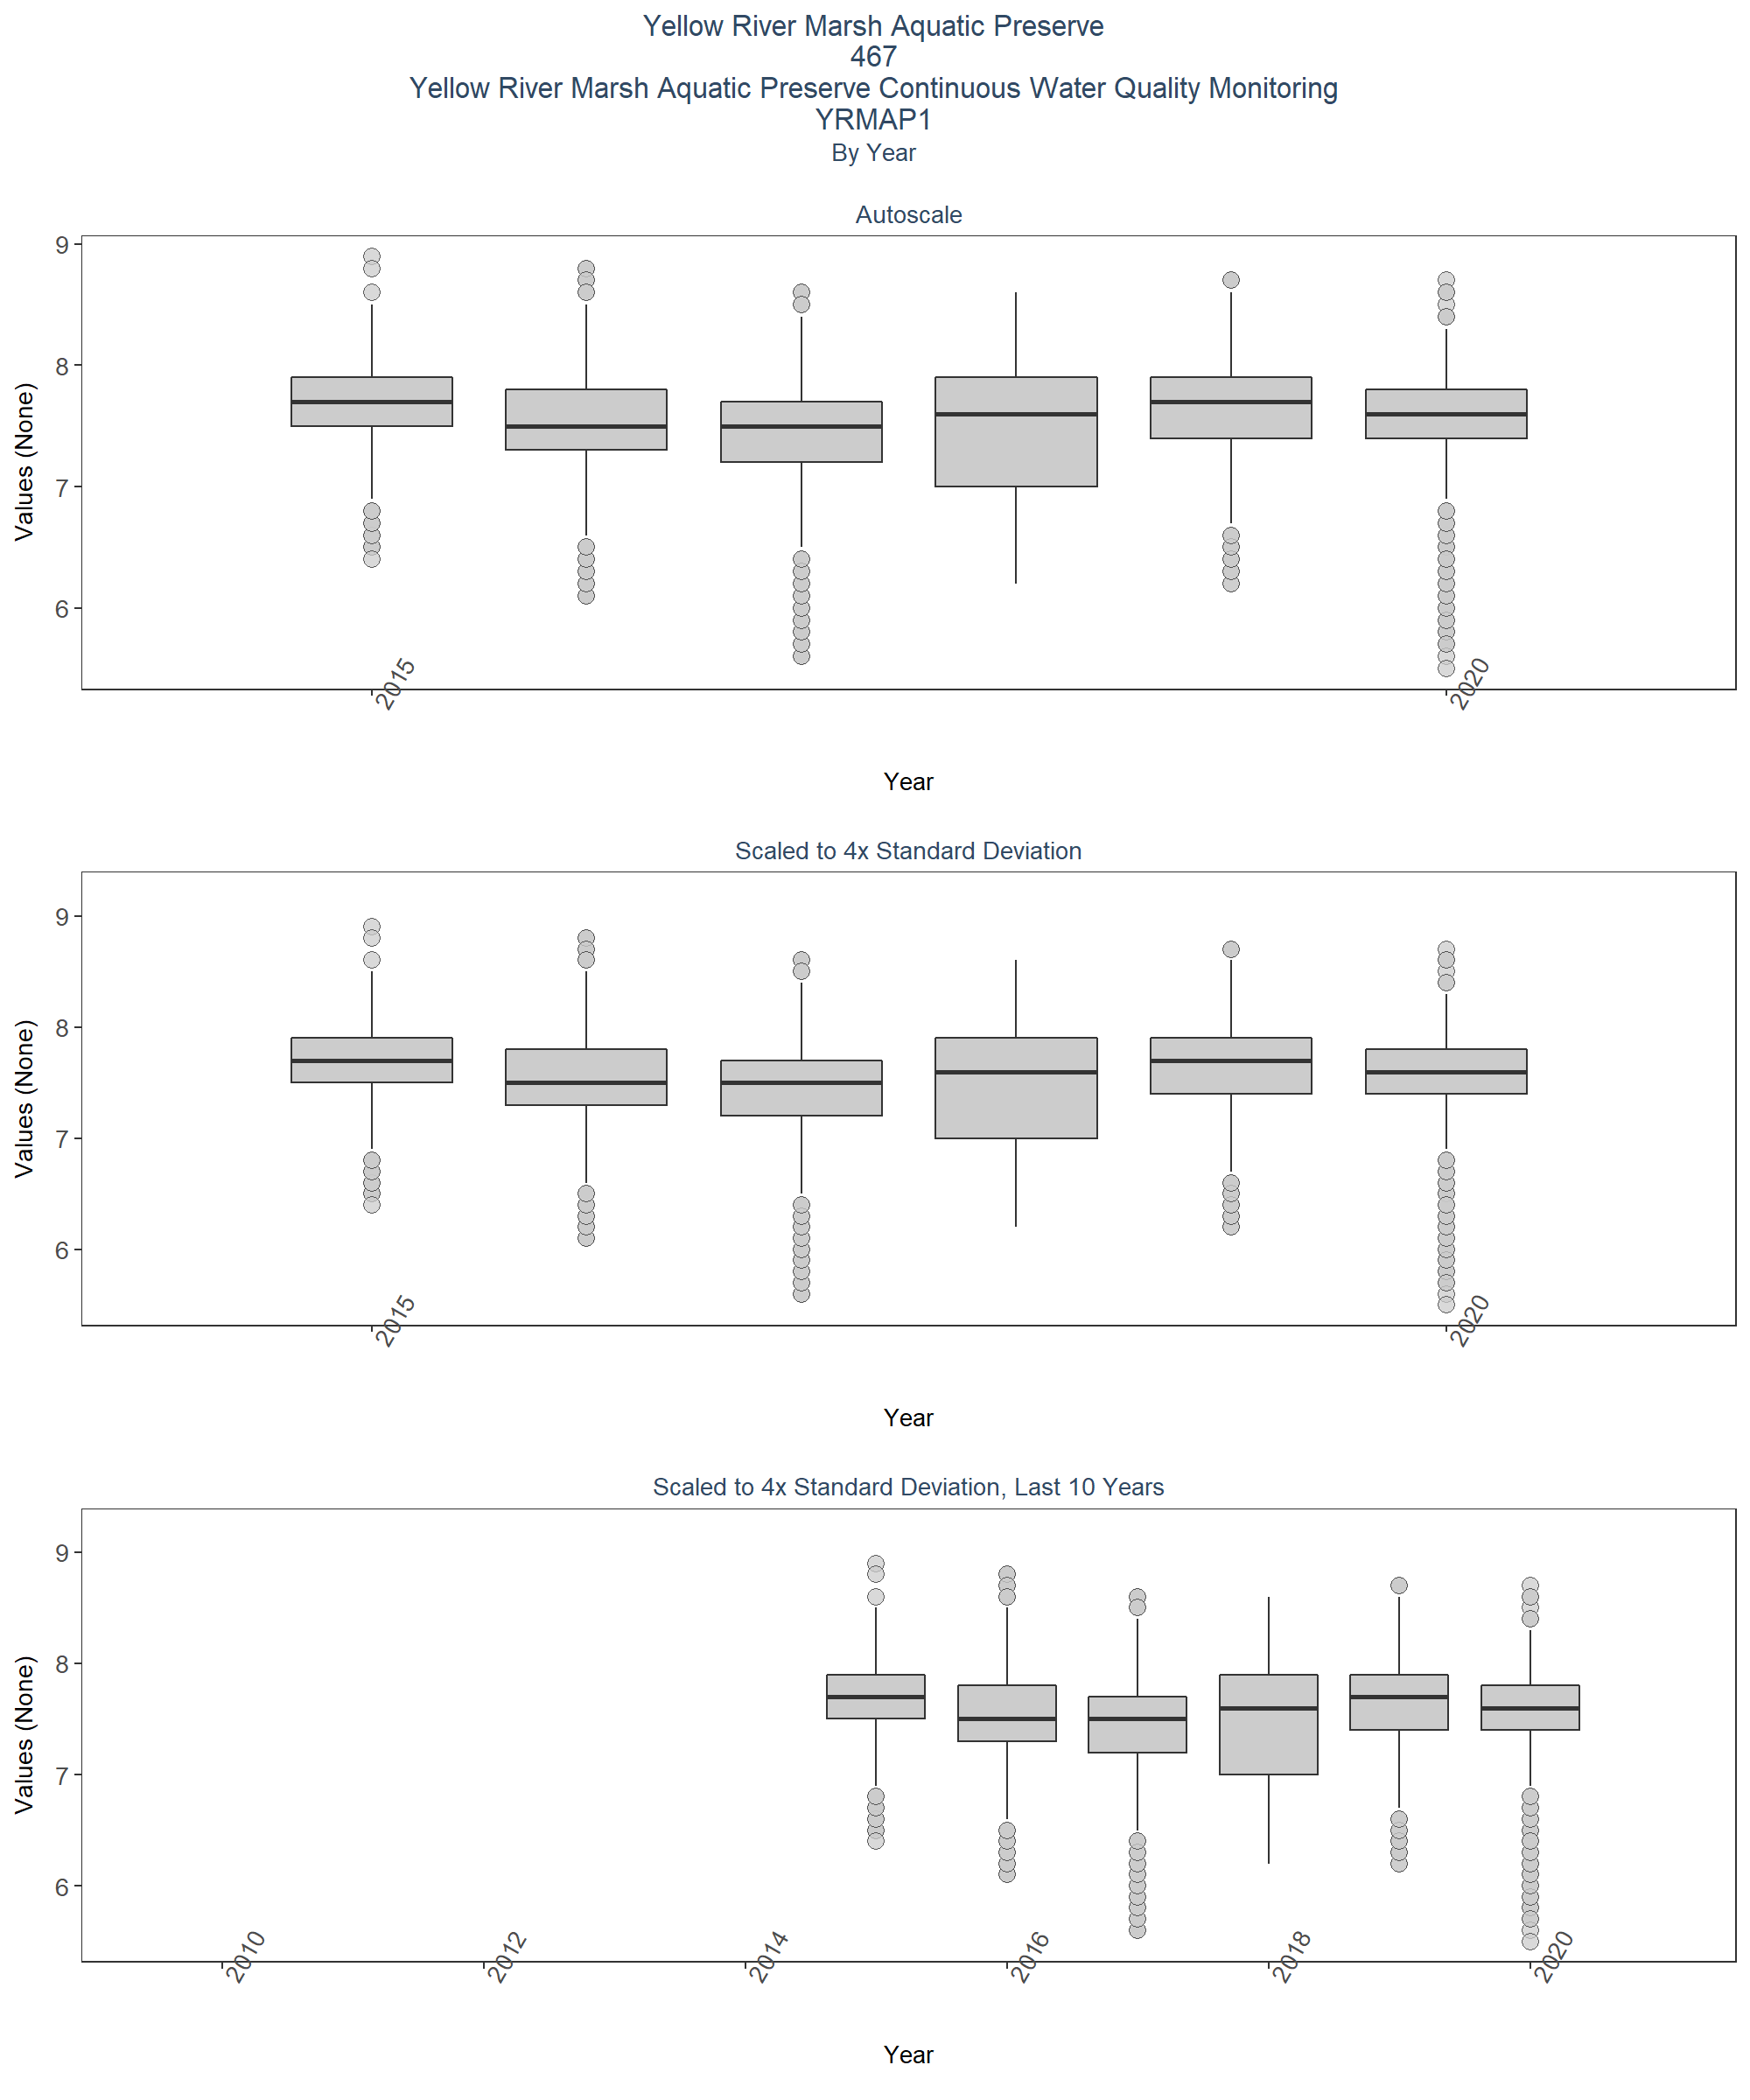 Yellow River Marsh Aquatic Preserve
467
Yellow River Marsh Aquatic Preserve Continuous Water Quality Monitoring
YRMAP1
By Year
Autoscale
Values (None)
9
8
7
6
2015
2020
Year
Scaled to 4x Standard Deviation
Values (None)
9
8
7
6
2015
2020
Year
Scaled to 4x Standard Deviation, Last 10 Years
Values (None)
9
8
7
6
2010
2012
2014
2016
2018
2020
Year